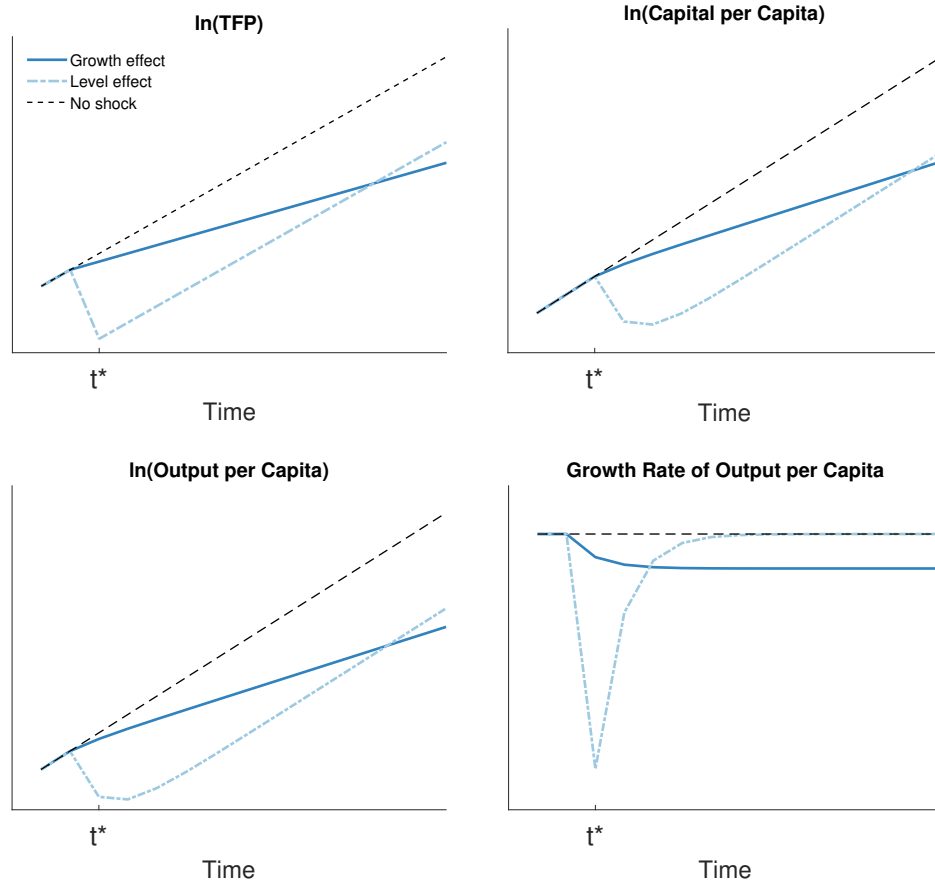 ln(TFP)
Growth effect
Level effect
No shock
t*
Time
ln(Capital per Capita)
t*
Time
ln(Output per Capita)
t*
Time
Growth Rate of Output per Capita
t*
Time